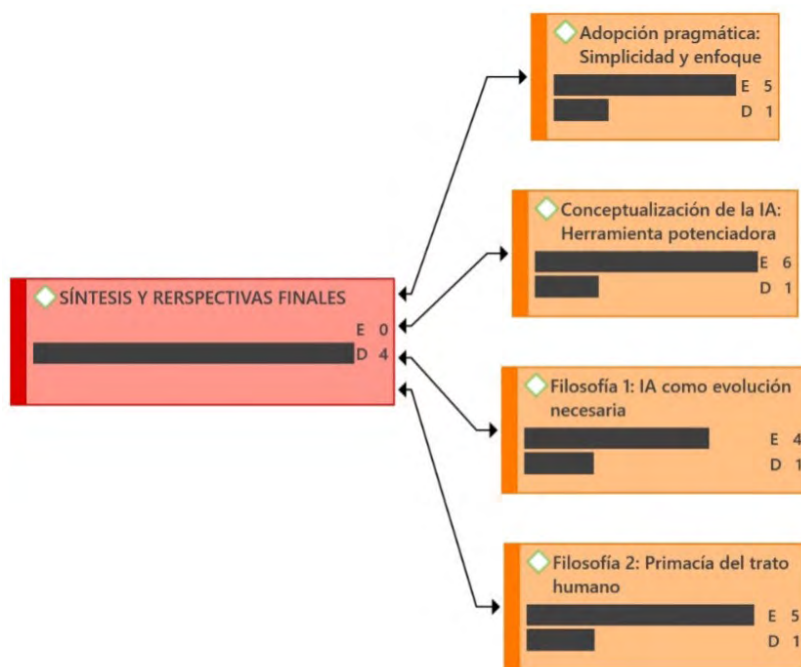 Adopción pragmática:
Simplicidad y enfoque
E 5
D 1
Conceptualización de la IA:
Herramienta potenciadora
E 6
D 1
SÍNTESIS Y RERSPECTIVAS FINALES
E 0
D 4
Filosofía 1: IA como evolución
necesaria
E 4
D 1
Filosofía 2: Primacía del trato
humano
E 5
D 1